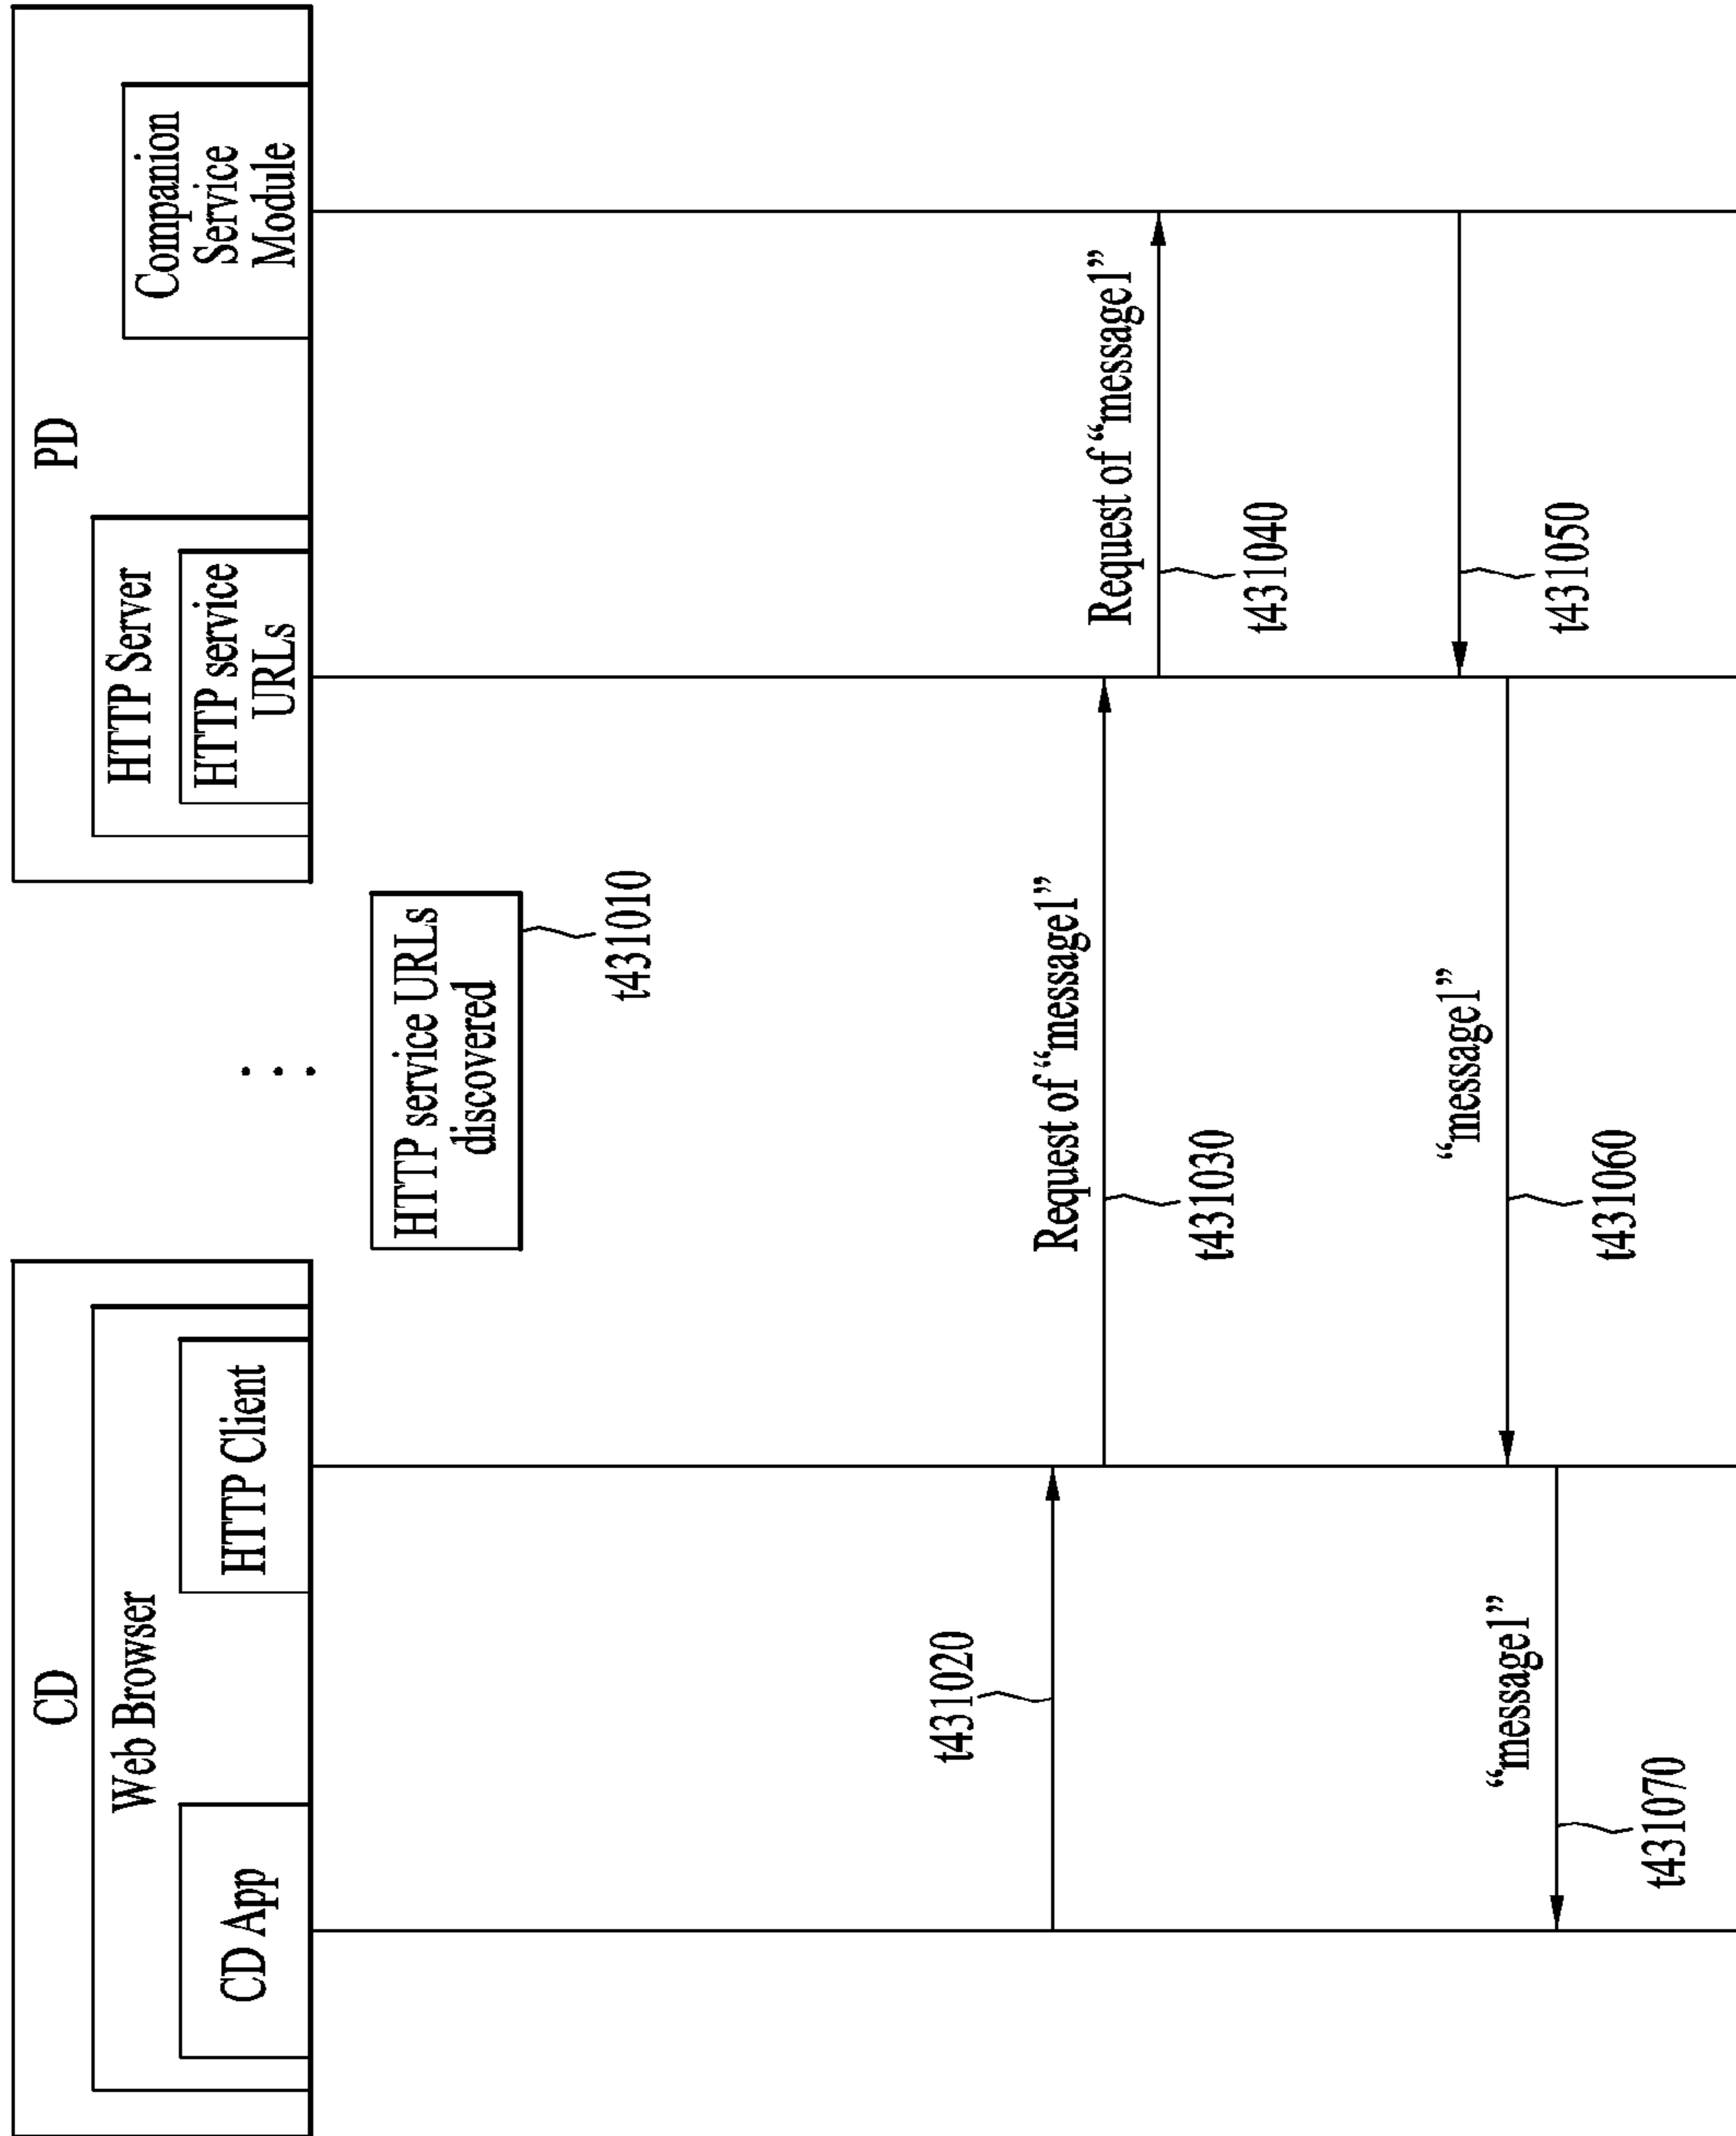 CD
Web Browser
CD App
HTTP Client
PD
HTTP Server
HTTP service
URLs
Companion
Service
Module
HTTP service URLs
discovered
t431010
t431020
Request of “message1”
t431030
Request of “message1”
t431040
t431050
“message1”
t431060
“message1”
t431070